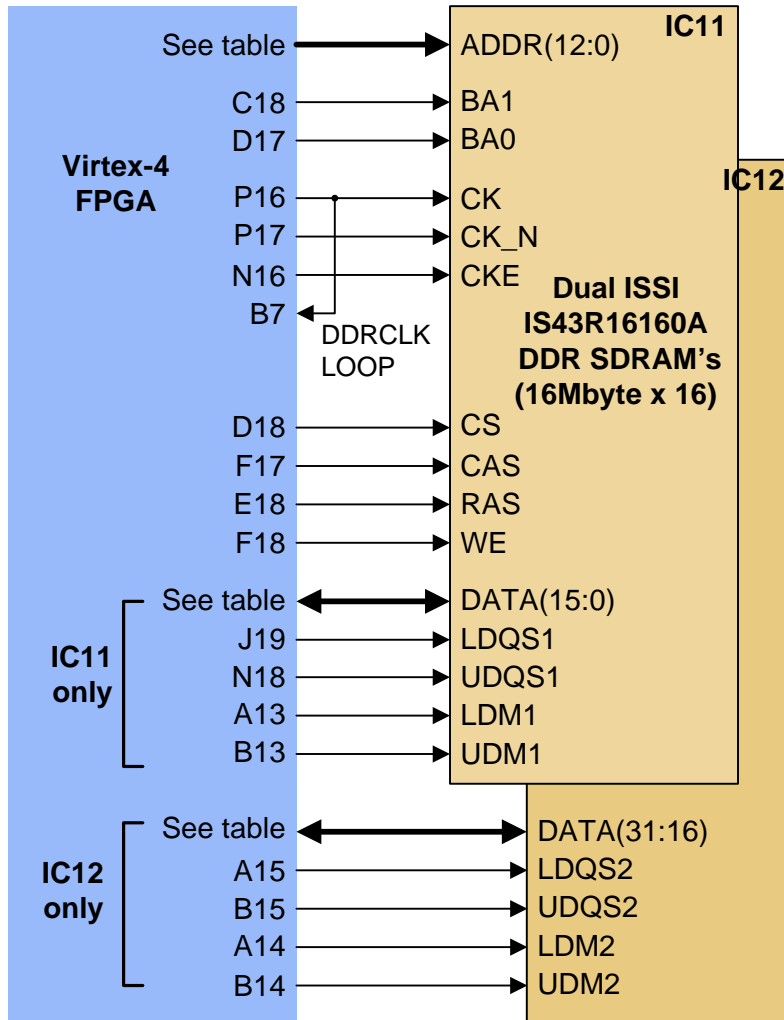 IC11
See table ADDR(12:0)
C18 BA1
D17 BA0
Virtex-4
FPGA
IC12
P16 CK
P17 CK_N
N16 CKE
B7
DDRCLK
LOOP
Dual ISSI
IS43R16160A
DDR SDRAM's
(16Mbyte x 16)
D18 CS
F17 CAS
E18 RAS
F18 WE
IC11
only
See table DATA(15:0)
J19 LDQS1
N18 UDQS1
A13 LDM1
B13 UDM1
IC12
only
See table DATA(31:16)
A15 LDQS2
B15 UDQS2
A14 LDM2
B14 UDM2